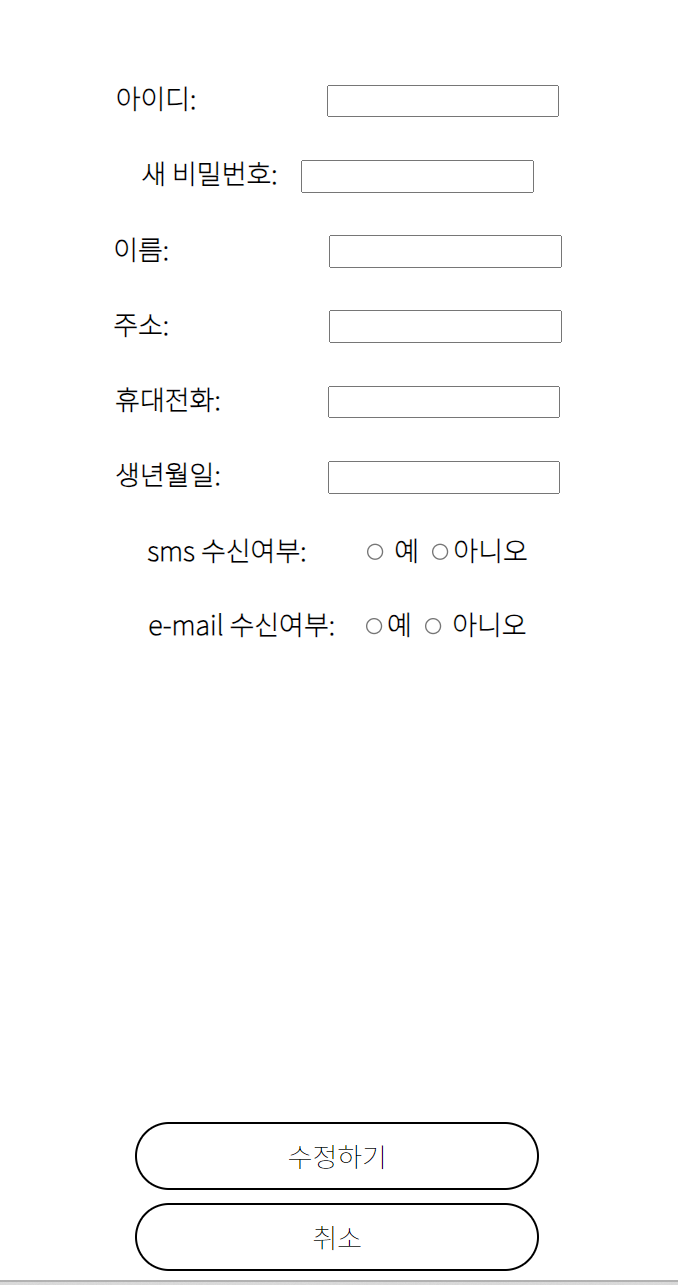 아이디:
새 비밀번호:
이름:
주소:
휴대전화:
생년월일:
sms 수신여부: 예 아니오
e-mail 수신여부: 예 아니오
수정하기
취소